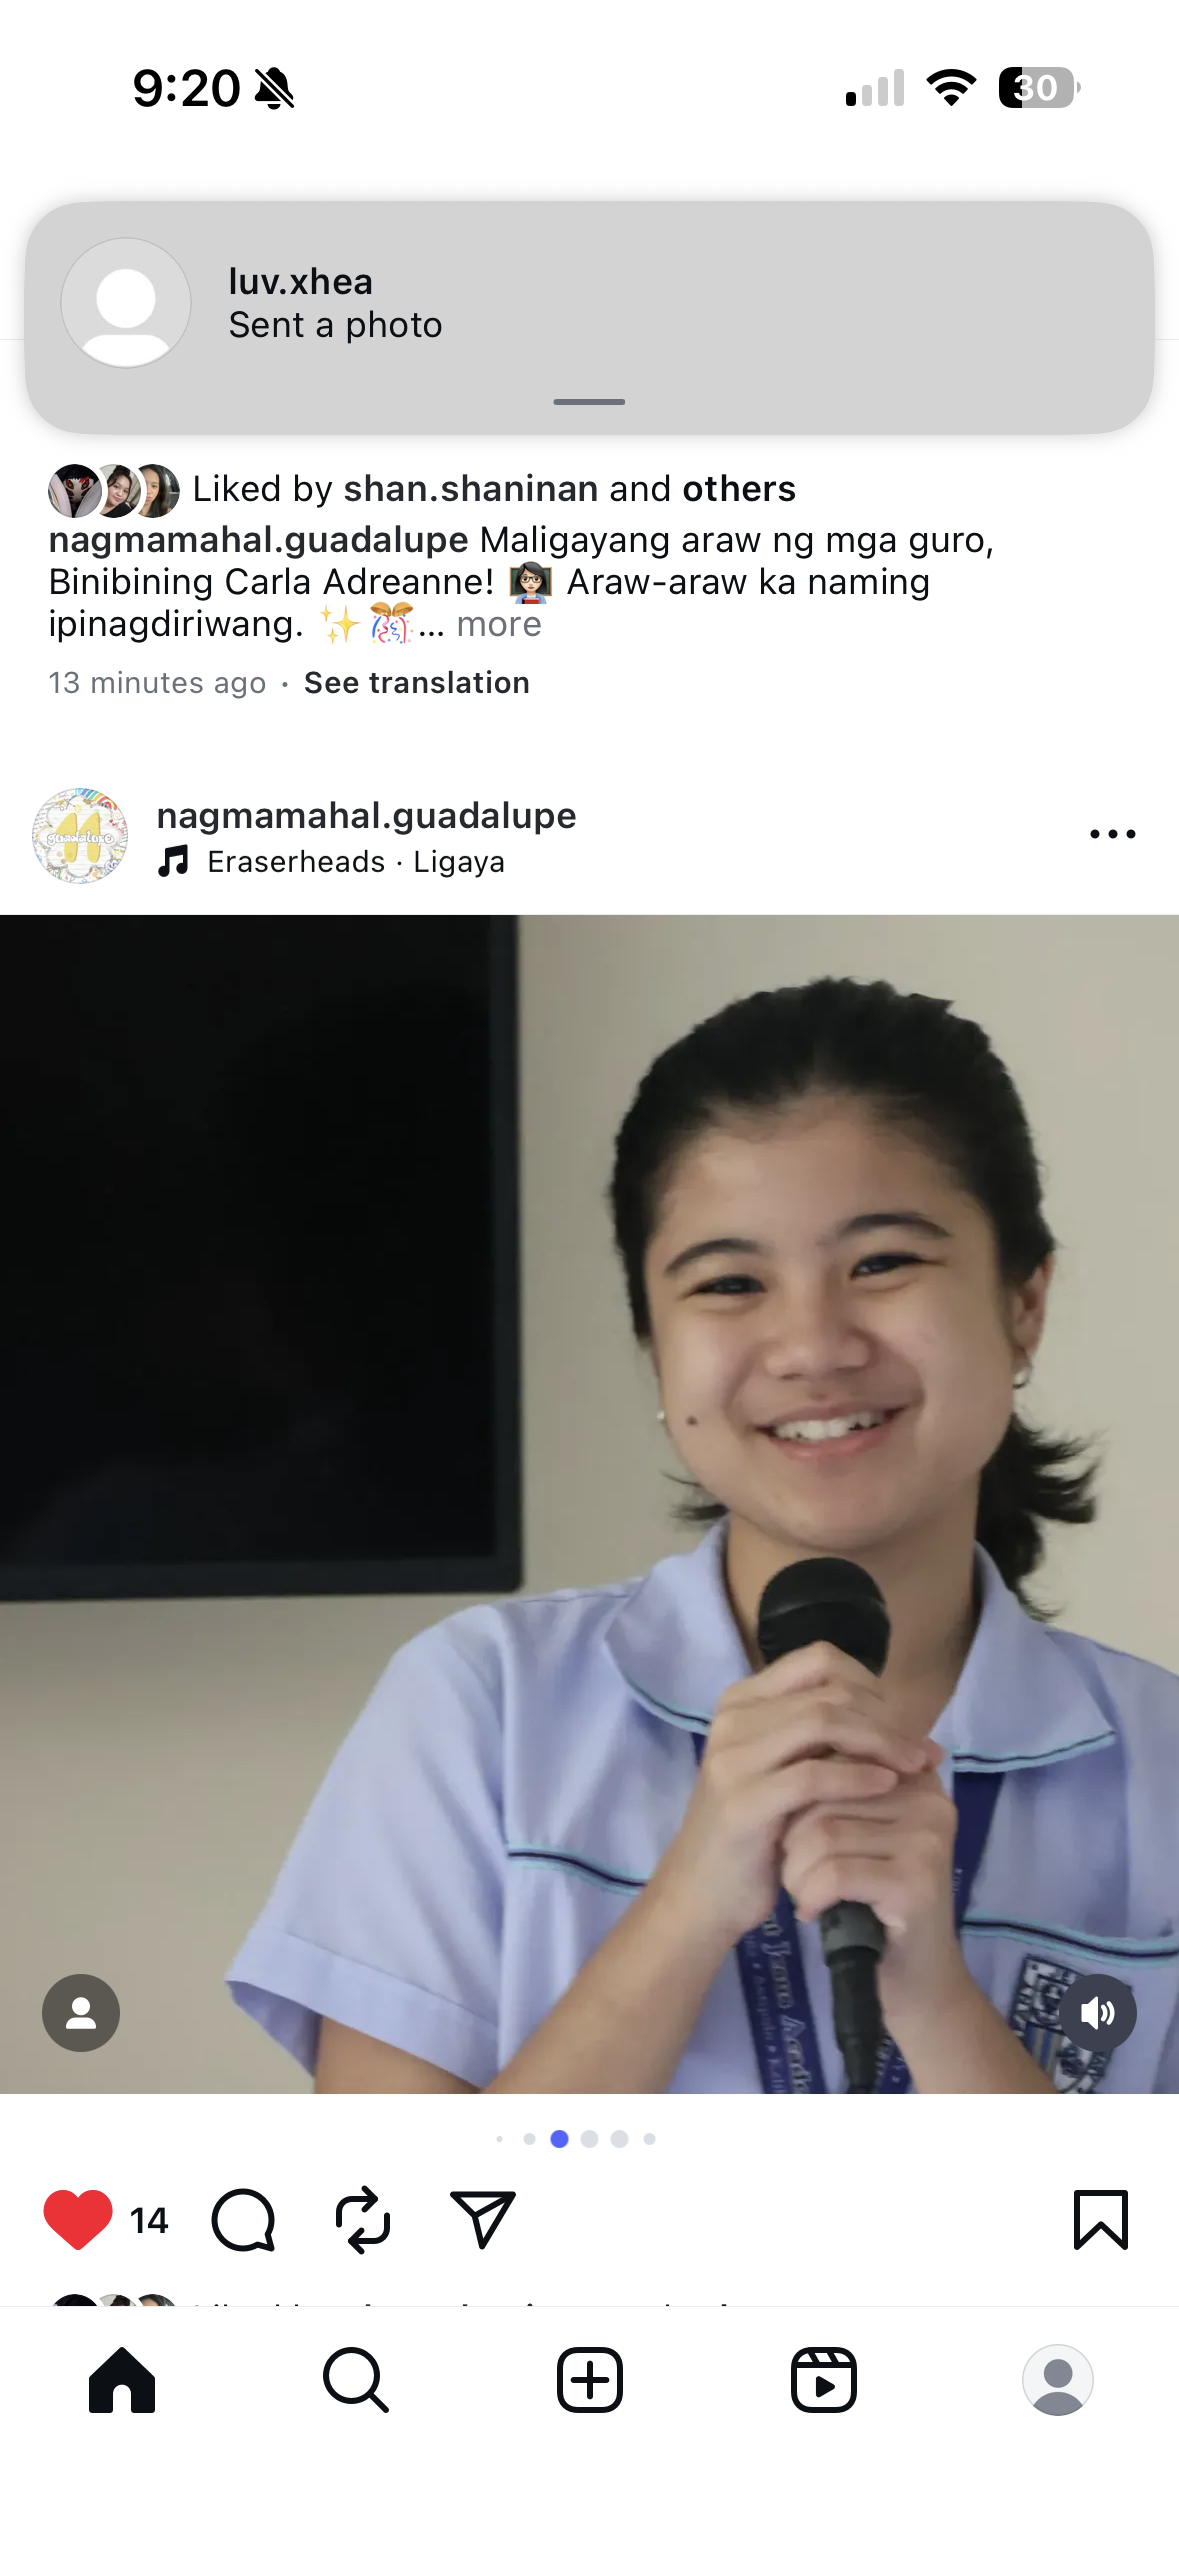 9:20
30
luv.xhea
Sent a photo
Liked by shan.shaninan and others
nagmamahal.guadalupe Maligayang araw ng mga guro,
Binibining Carla Adreanne! 👩🏻‍🏫 Araw-araw ka naming
ipinagdiriwang. ✨🎊... more
13 minutes ago · See translation
11
guadalupe
nagmamahal.guadalupe
Eraserheads · Ligaya
14